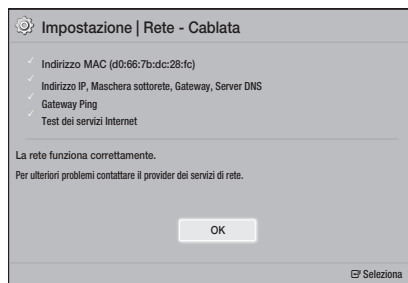 Impostazione | Rete - Cablata
Indirizzo MAC (d0:66:7b:dc:28:fc)
Indirizzo IP, Maschera sottorete, Gateway, Server DNS
Gateway Ping
Test dei servizi Internet
La rete funziona correttamente.
Per ulteriori problemi contattare il provider dei servizi di rete.
OK
Seleziona